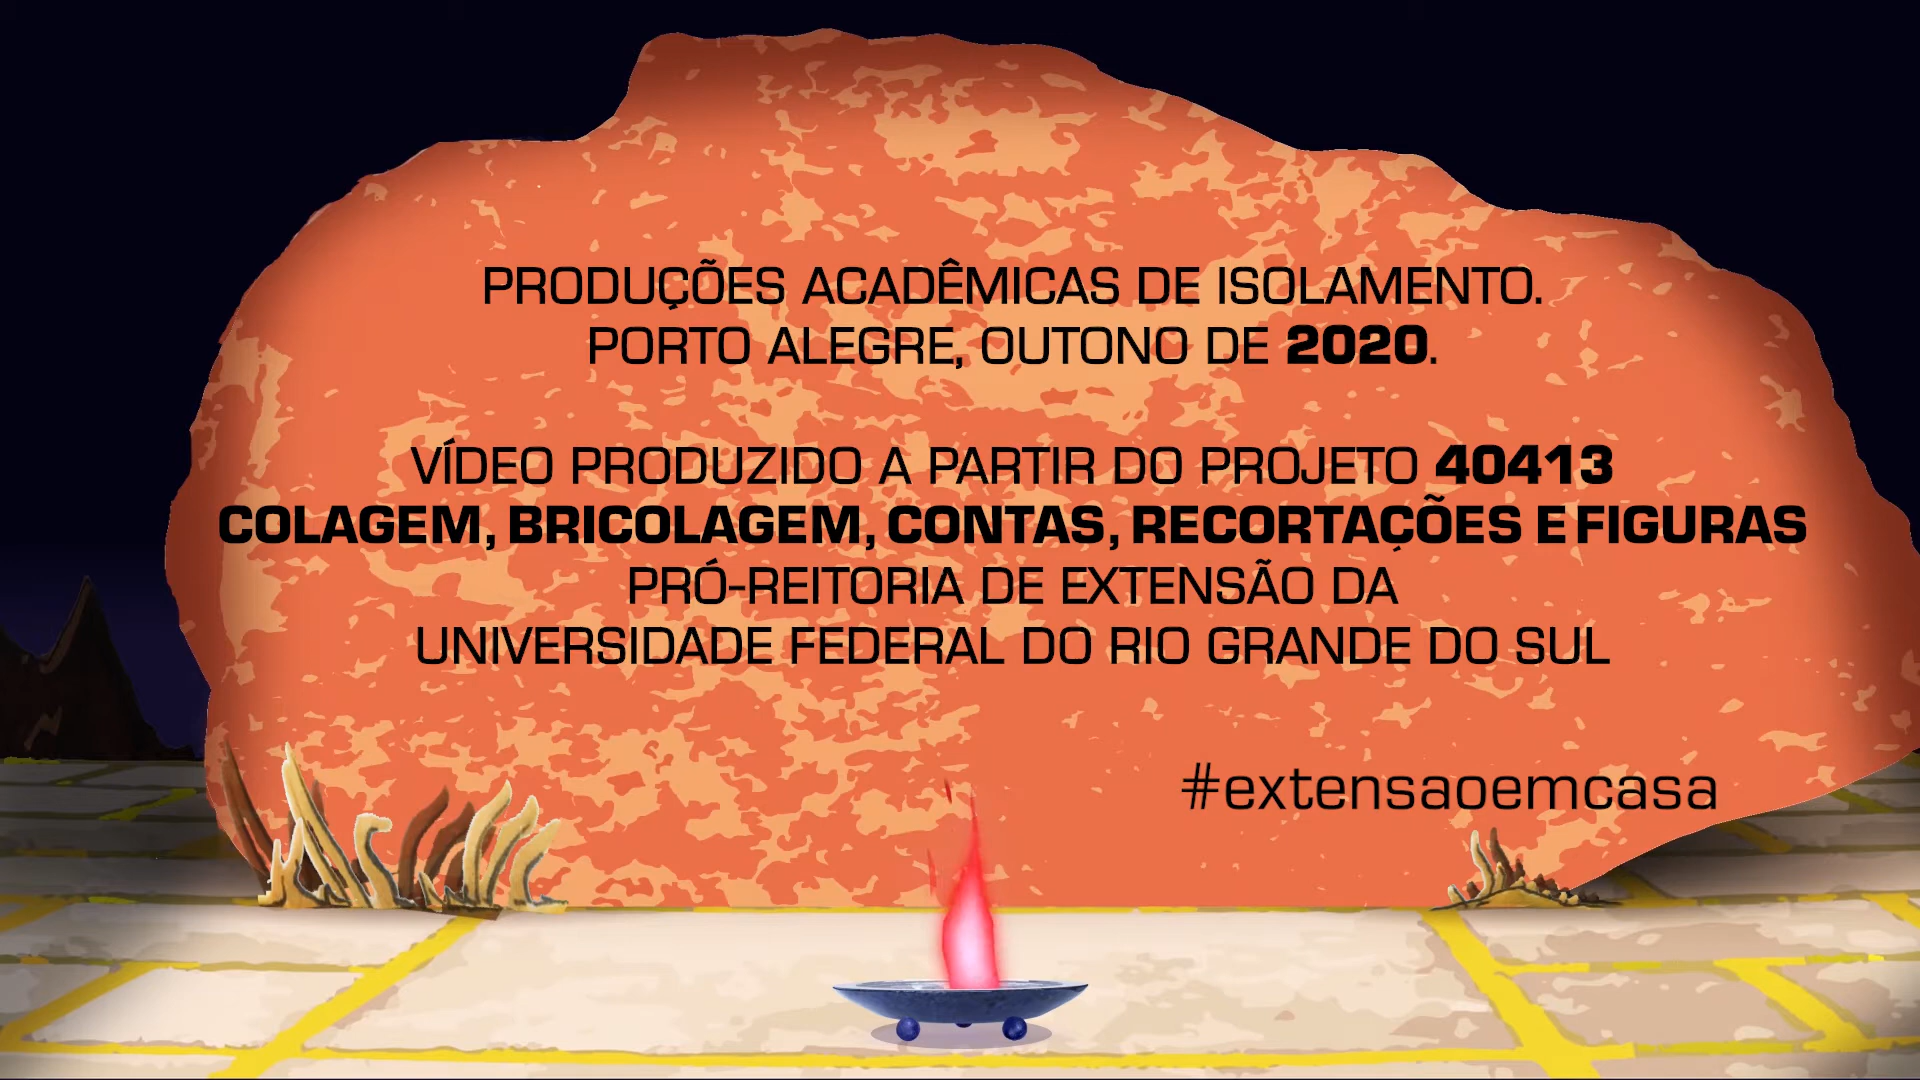 PRODUÇÕES ACADÊMICAS DE ISOLAMENTO.
PORTO ALEGRE, OUTONO DE 2020.
VÍDEO PRODUZIDO A PARTIR DO PROJETO 40413
COLAGEM, BRICOLAGEM, CONTAS, RECORTAÇÕES E FIGURAS
PRÓ-REITORIA DE EXTENSÃO DA
UNIVERSIDADE FEDERAL DO RIO GRANDE DO SUL
#extensaoemcasa